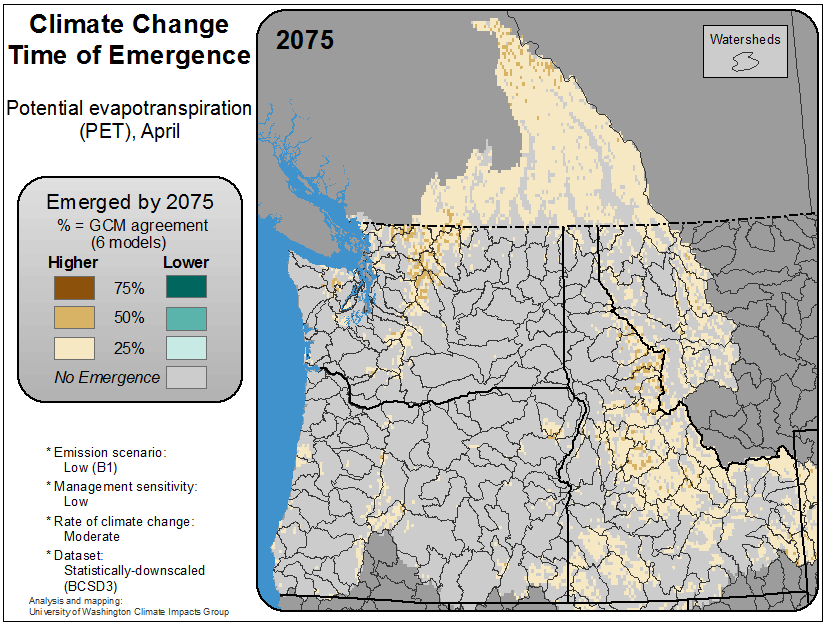 Climate Change
Time of Emergence
Potential evapotranspiration
(PET), April
Emerged by 2075
% = GCM agreement
(6 models)
Higher Lower
75%
50%
25%
No Emergence
* Emission scenario:
Low (B1)
* Management sensitivity:
Low
* Rate of climate change:
Moderate
* Dataset:
Statistically-downscaled
(BCSD3)
Analysis and mapping:
University of Washington Climate Impacts Group
2075
Watersheds